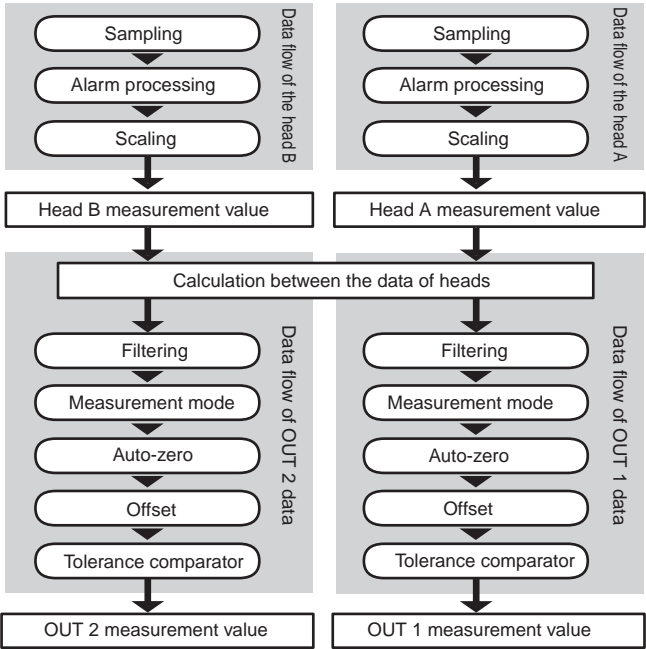 Sampling
Alarm processing
Scaling
Data flow of the head B
Head B measurement value
Sampling
Alarm processing
Scaling
Data flow of the head A
Head A measurement value
Calculation between the data of heads
Filtering
Measurement mode
Auto-zero
Offset
Tolerance comparator
Data flow of OUT 2 data
OUT 2 measurement value
Filtering
Measurement mode
Auto-zero
Offset
Tolerance comparator
Data flow of OUT 1 data
OUT 1 measurement value